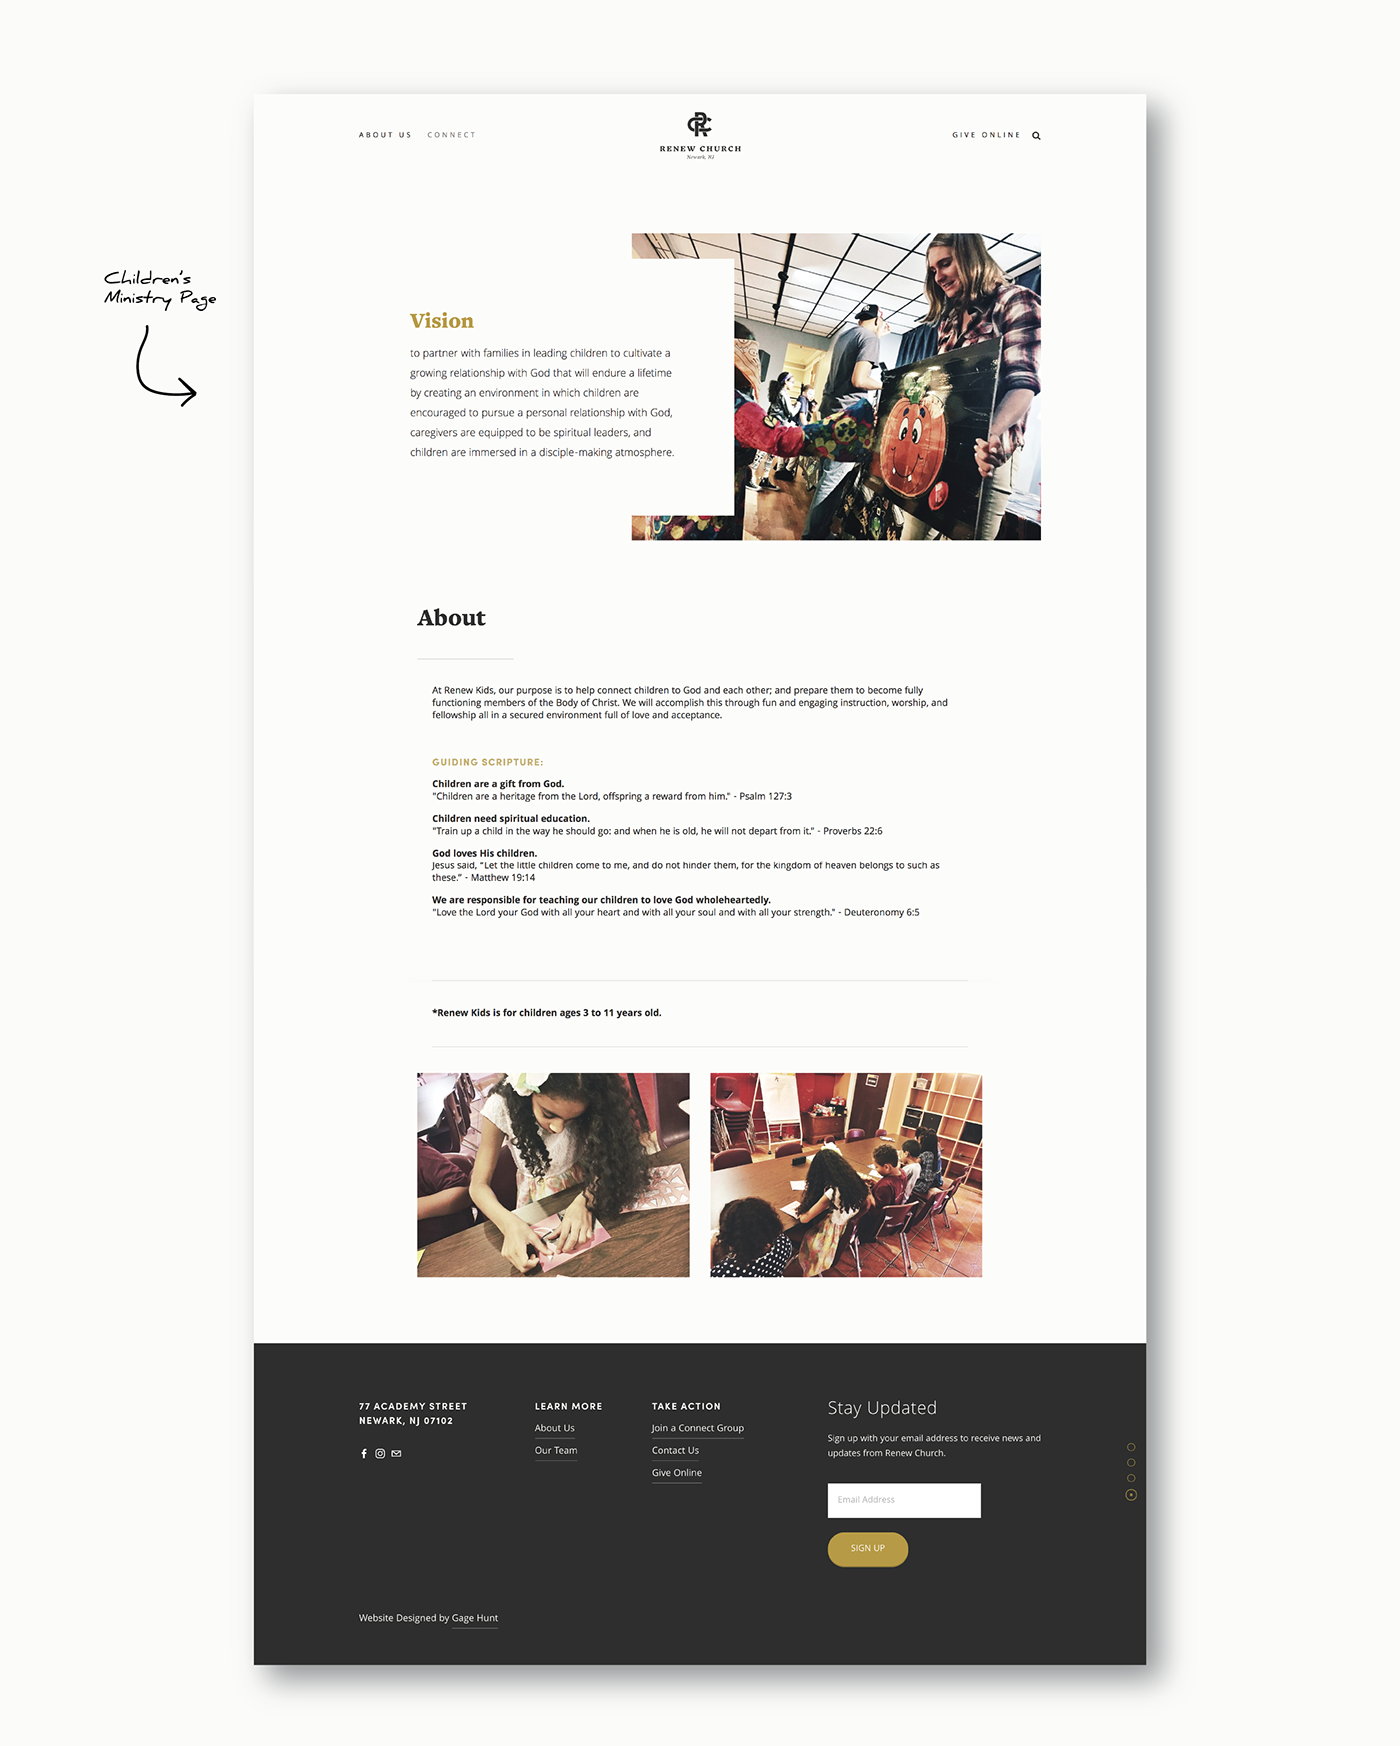 ABOUT US CONNECT
RC
RENEW CHURCH
Newark, NJ
GIVE ONLINE
Children's
Ministry Page
Vision
to partner with families in leading children to cultivate a
growing relationship with God that will endure a lifetime
by creating an environment in which children are
encouraged to pursue a personal relationship with God,
caregivers are equipped to be spiritual leaders, and
children are immersed in a disciple-making atmosphere.
About
At Renew Kids, our purpose is to help connect children to God and each other; and prepare them to become fully
functioning members of the Body of Christ. We will accomplish this through fun and engaging instruction, worship, and
fellowship all in a secured environment full of love and acceptance.
GUIDING SCRIPTURE:
Children are a gift from God.
"Children are a heritage from the Lord, offspring a reward from him." - Psalm 127:3
Children need spiritual education.
"Train up a child in the way he should go: and when he is old, he will not depart from it." - Proverbs 22:6
God loves His children.
Jesus said, "Let the little children come to me, and do not hinder them, for the kingdom of heaven belongs to such as
these." - Matthew 19:14
We are responsible for teaching our children to love God wholeheartedly.
"Love the Lord your God with all your heart and with all your soul and with all your strength." - Deuteronomy 6:5
*Renew Kids is for children ages 3 to 11 years old.
77 ACADEMY STREET
NEWARK, NJ 07102
LEARN MORE
About Us
Our Team
TAKE ACTION
Join a Connect Group
Contact Us
Give Online
Stay Updated
Sign up with your email address to receive news and
updates from Renew Church.
Email Address
SIGN UP
Website Designed by Gage Hunt